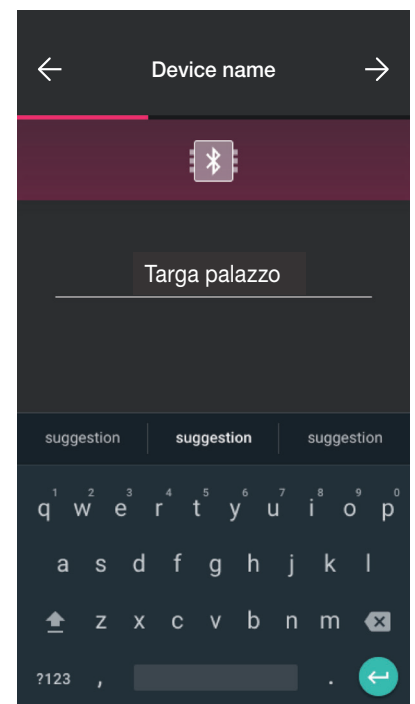 Device name
Targa palazzo
suggestion suggestion suggestion
1 2 3 4 5 6 7 8 9 0
q w e r t y u i o p
a s d f g h j k l
z x c v b n m
?123 , .